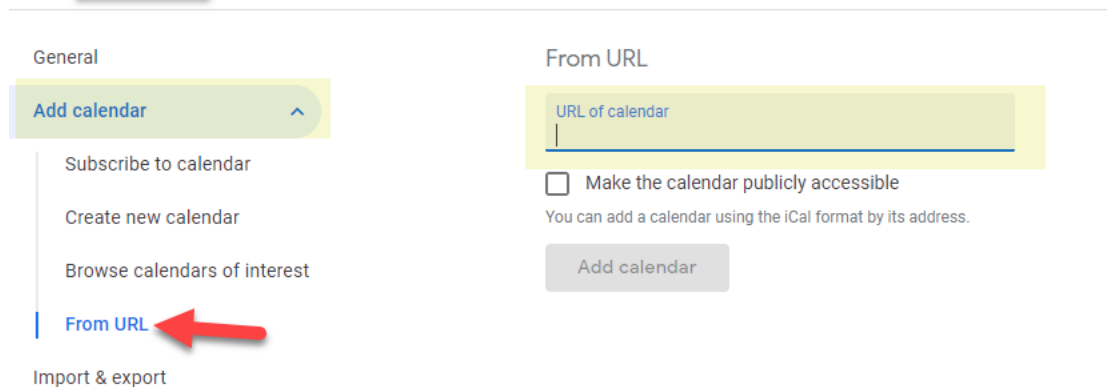 General
Add calendar
Subscribe to calendar
Create new calendar
Browse calendars of interest
From URL
Import & export
From URL
URL of calendar
Make the calendar publicly accessible
You can add a calendar using the iCal format by its address.
Add calendar